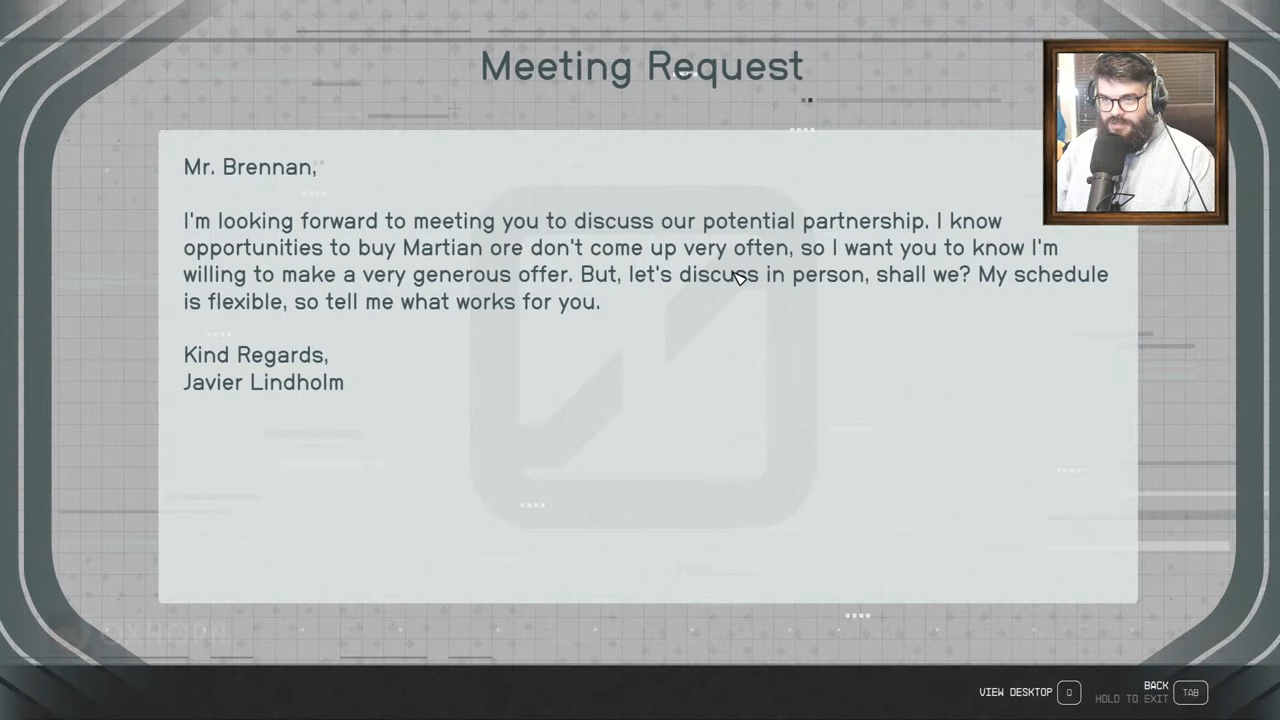 Meeting Request
Mr. Brennan,
I'm looking forward to meeting you to discuss our potential partnership. I know
opportunities to buy Martian ore don't come up very often, so I want you to know I'm
willing to make a very generous offer. But, let's discuss in person, shall we? My schedule
is flexible, so tell me what works for you.
Kind Regards,
Javier Lindholm
OXHORN
VIEW DESKTOP Q
BACK
HOLD TO EXIT TAB